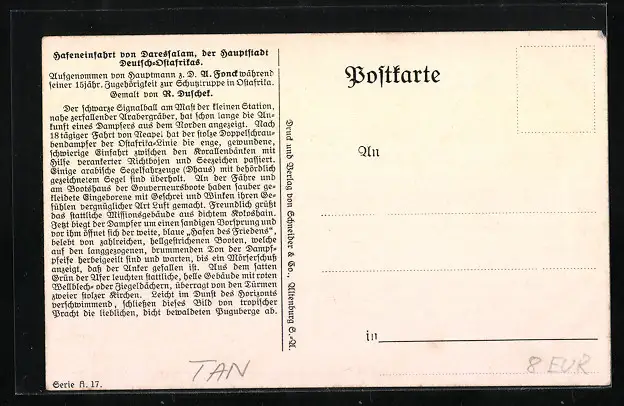 Hafeneinfahrt von Daressalam, der Hauptstadt
Deutsch-Ostafrikas.
Aufgenommen von Hauptmann z. D. A. Fonck während
seiner 15jähr. Zugehörigkeit zur Schutztruppe in Ostafrika.
Gemalt von R. Duschek.
Der schwarze Signalball am Mast der kleinen Station,
nahe zerfallender Arabergräber, hat schon lange die An-
kunft eines Dampfers aus dem Norden angezeigt. Nach
18 tägiger Fahrt von Neapel hat der stolze Doppelschrau-
bendampfer der Ostafrika-Linie die enge, gewundene,
schwierige Einfahrt zwischen den Korallenbänken mit
Hilfe verankerter Richtbojen und Seezeichen passiert.
Einige arabische Segelfahrzeuge (Dhaus) mit behördlich
gezeichnetem Segel sind überholt. An der Fähre und
am Bootshaus der Gouverneursboote haben sauber ge-
kleidete Eingeborene mit Geschrei und Winken ihren Ge-
fühlen vergnüglicher Art Luft gemacht. Freundlich grüßt
das stattliche Missionsgebäude aus dichtem Kokoshain.
Jetzt biegt der Dampfer um einen sandigen Vorsprung und
vor ihm öffnet sich der weite, blaue „Hafen des Friedens",
belebt von zahlreichen, hellgestrichenen Booten, welche
auf den langgezogenen, brummenden Ton der Dampf-
pfeife herbeigeeilt sind und warten, bis ein Mörserschuß
anzeigt, daß der Anker gefallen ist. Aus dem satten
Grün der Ufer leuchten stattliche, helle Gebäude mit roten
Wellblech- oder Ziegeldächern, überragt von den Türmen
zweier stolzer Kirchen. Leicht im Dunst des Horizonts
verschwimmend, schließen dieses Bild von tropischer
Pracht die lieblichen, dicht bewaldeten Puguberge ab.
Serie A. 17.
TAN
Druck und Verlag von Schneider & Co., Altenburg S.-A.
Postkarte
An
in
8 EUR